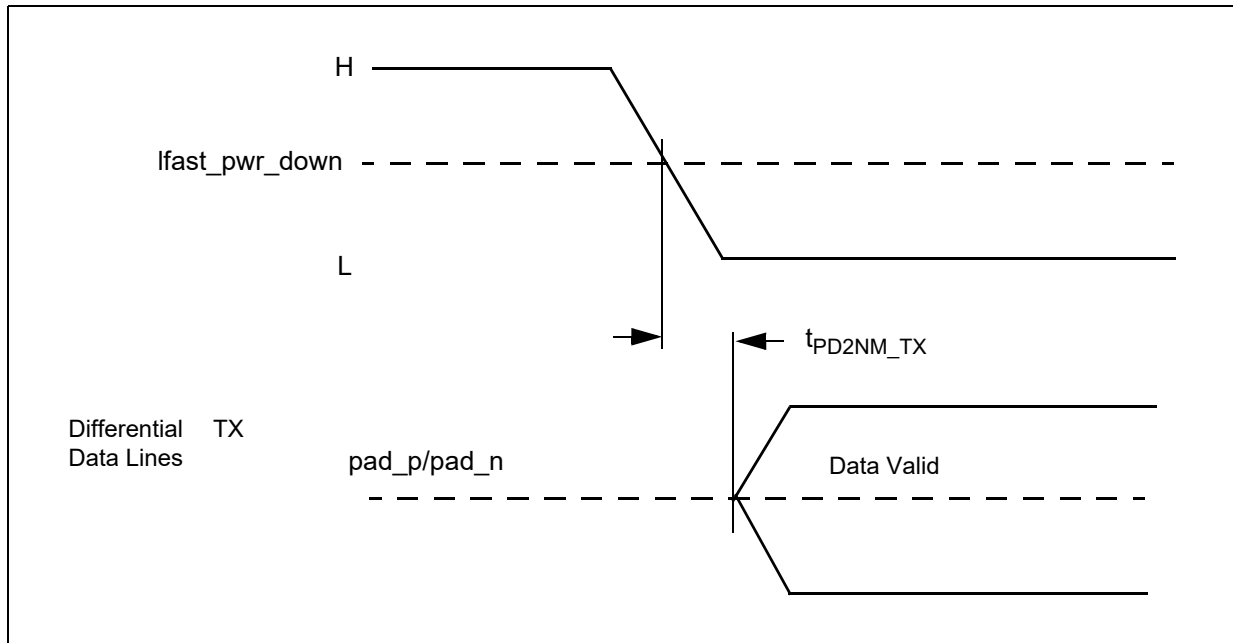 H
lfast_pwr_down
L
tPD2NM_TX
Differential TX
Data Lines
pad_p/pad_n
Data Valid